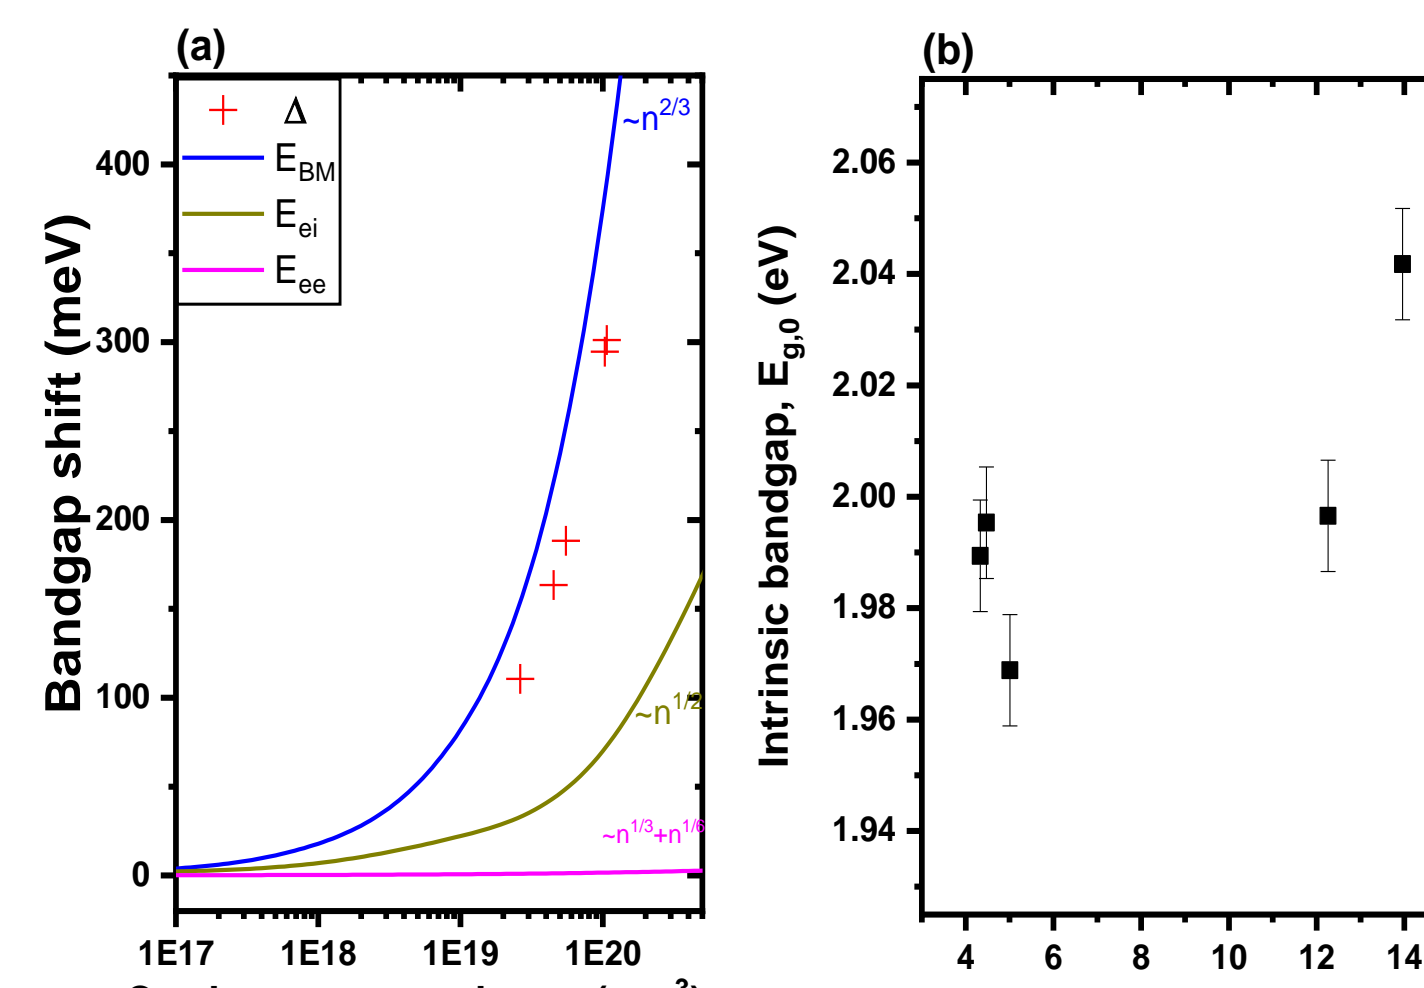 (a)
Δ
E_BM
E_ei
E_ee
~n^2/3
~n^1/2
~n^1/3+n^1/6
Bandgap shift (meV)
400
300
200
100
0
1E17 1E18 1E19 1E20
(b)
Intrinsic bandgap, E_g,0 (eV)
2.06
2.04
2.02
2.00
1.98
1.96
1.94
4 6 8 10 12 14